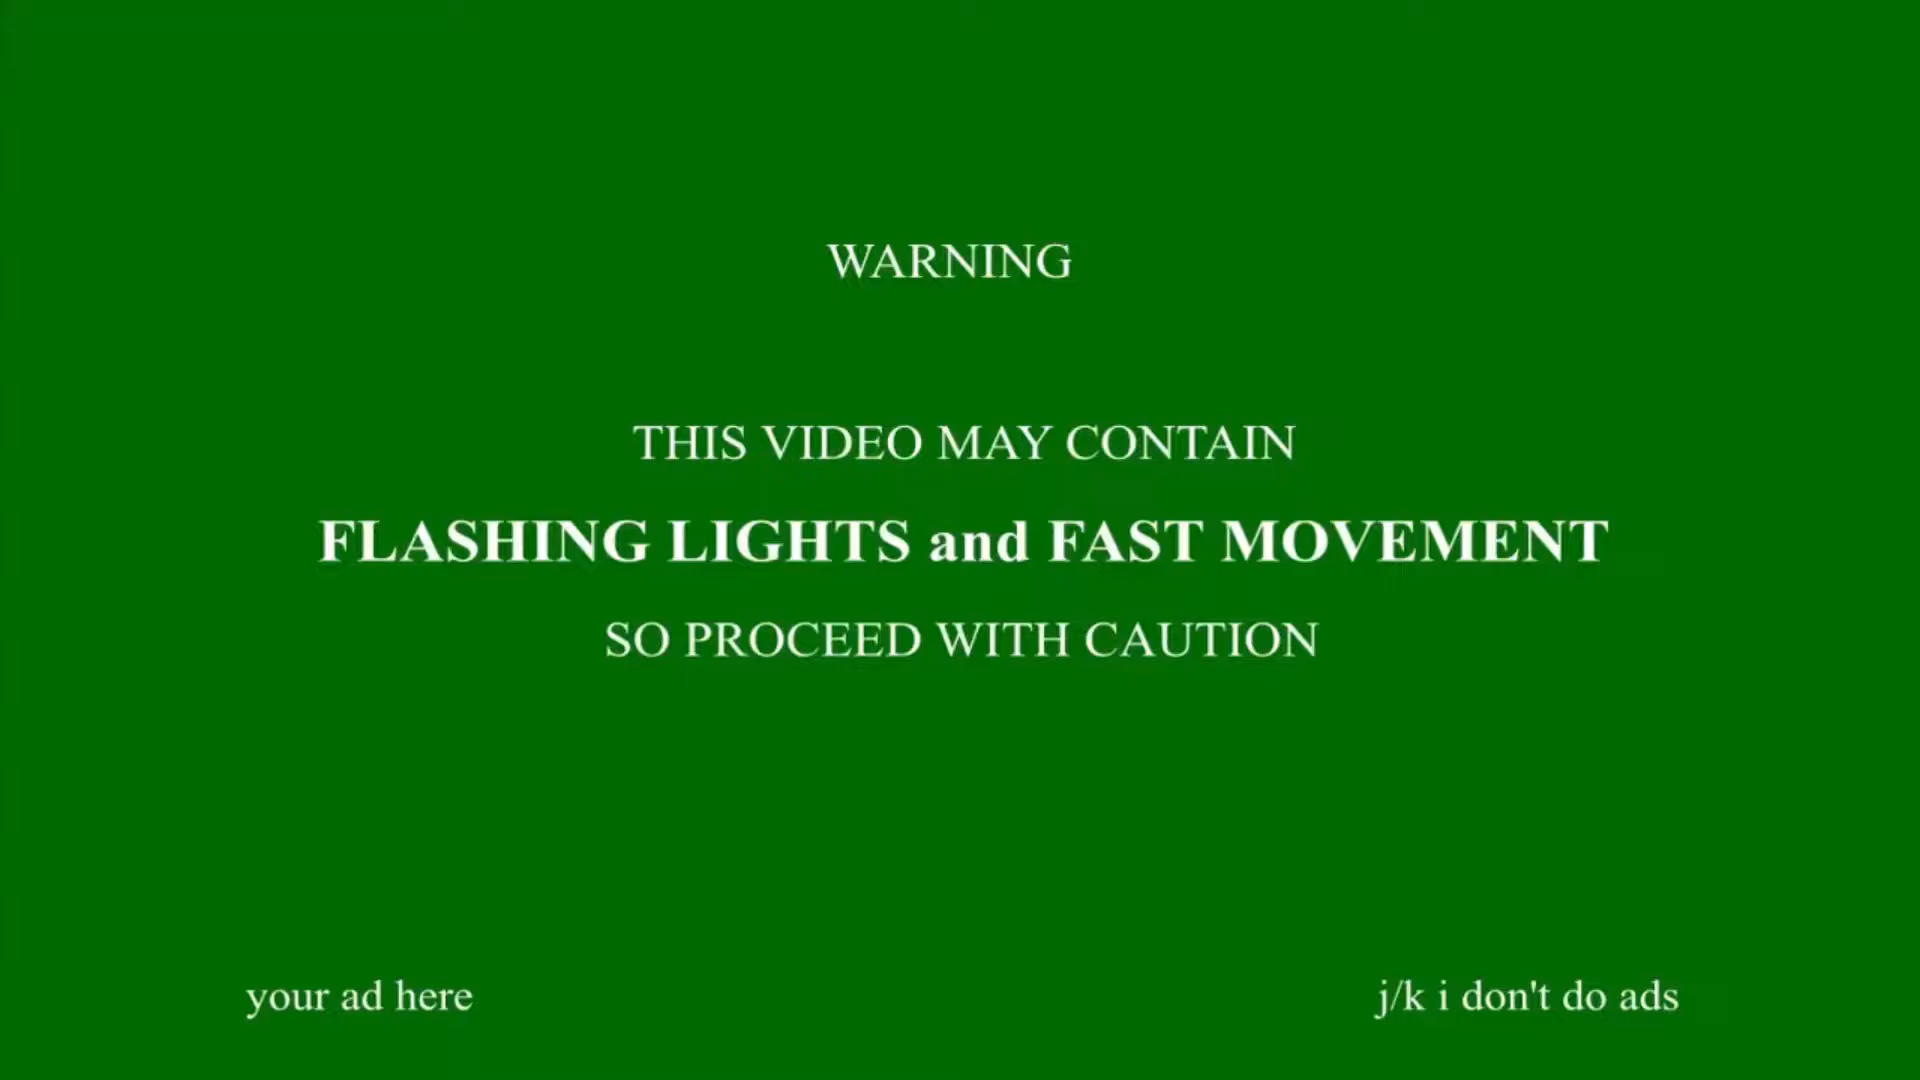 WARNING
THIS VIDEO MAY CONTAIN
FLASHING LIGHTS and FAST MOVEMENT
SO PROCEED WITH CAUTION
your ad here
j/k i don't do ads